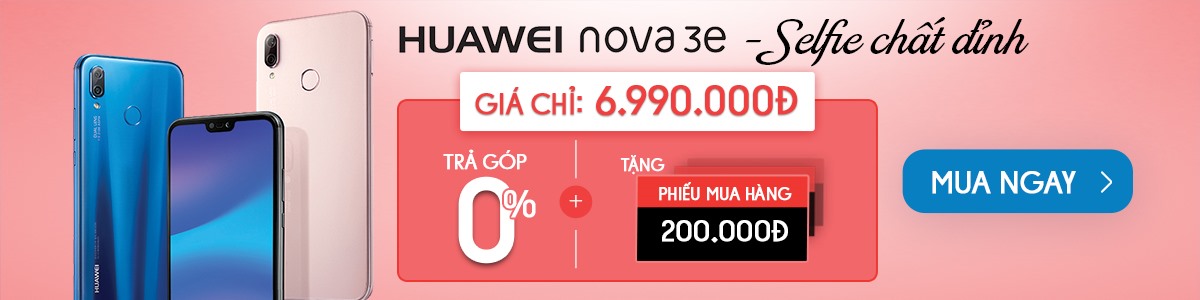 HUAWEI nova 3e - Selfie chất đỉnh
GIÁ CHỈ: 6.990.000Đ
TRẢ GÓP
0%
+
TẶNG
PHIẾU MUA HÀNG
200.000Đ
MUA NGAY
HUAWEI